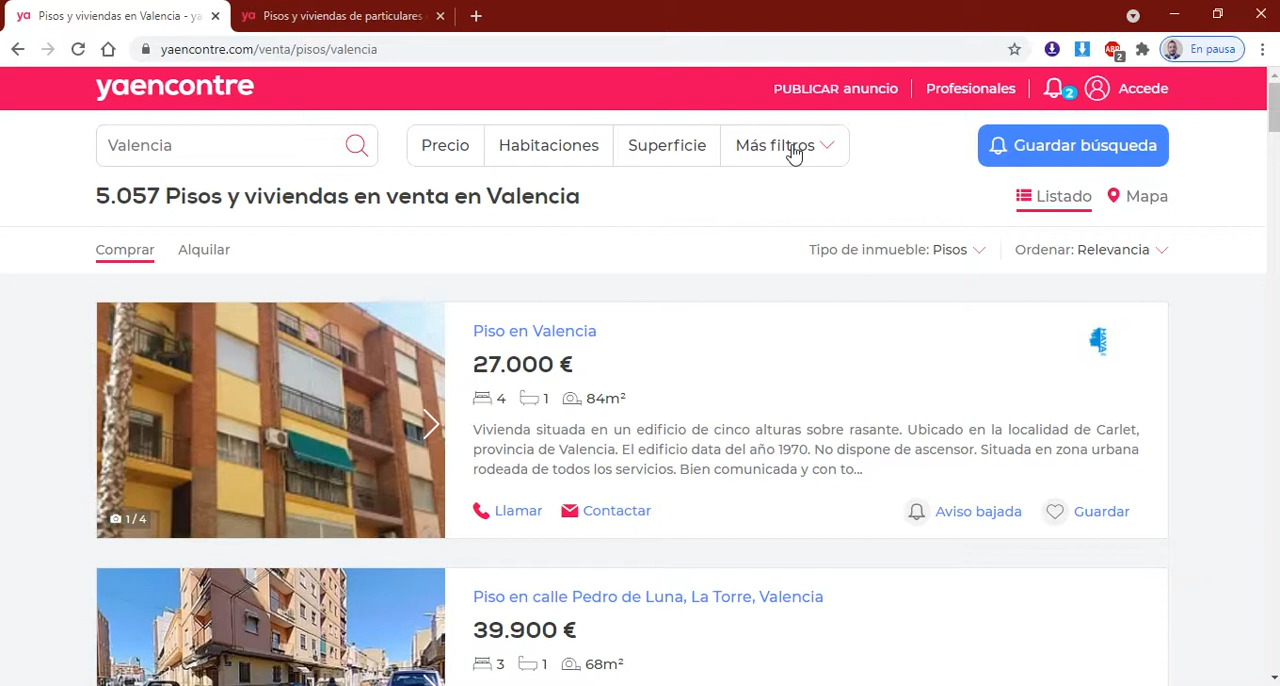 Pisos y viviendas en Valencia - ya
Pisos y viviendas de particulares
yaencontre.com/venta/pisos/valencia
ABP
2
En pausa
yaencontre
PUBLICAR anuncio
Profesionales
2
Accede
Valencia
Precio
Habitaciones
Superficie
Más filtros
Guardar búsqueda
5.057 Pisos y viviendas en venta en Valencia
Listado
Mapa
Comprar
Alquilar
Tipo de inmueble: Pisos
Ordenar: Relevancia
Piso en Valencia
HAYA
27.000 €
4 1 84m²
Vivienda situada en un edificio de cinco alturas sobre rasante. Ubicado en la localidad de Carlet,
provincia de Valencia. El edificio data del año 1970. No dispone de ascensor. Situada en zona urbana
rodeada de todos los servicios. Bien comunicada y con to...
1 / 4
Llamar
Contactar
Aviso bajada
Guardar
Piso en calle Pedro de Luna, La Torre, Valencia
39.900 €
3 1 68m²